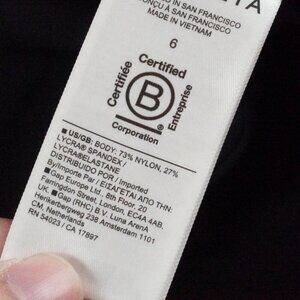 TA
IN SAN FRANCISCO
CONÇU À SAN FRANCISCO
MADE IN VIETNAM
6
Certified
Certifiée
B
Entreprise
Corporation
■ US/GB: BODY: 73% NYLON, 27%
LYCRA® SPANDEX /
LYCRA®ELASTANE
DISTRIBUIDO POR / Imported
By/Importe Par / ΕΙΣΑΓΕΤΑΙ ΑΠΟ ΤΗΝ:
■ Gap Europe Ltd., 8th Floor, 20
Farringdon Street, London, EC4A 4AB,
UK; ■ Gap (RHC) B.V. Luna ArenA
Herikerbergweg 238 Amsterdam 1101
CM, Netherlands
RN 54023 / CA 17897